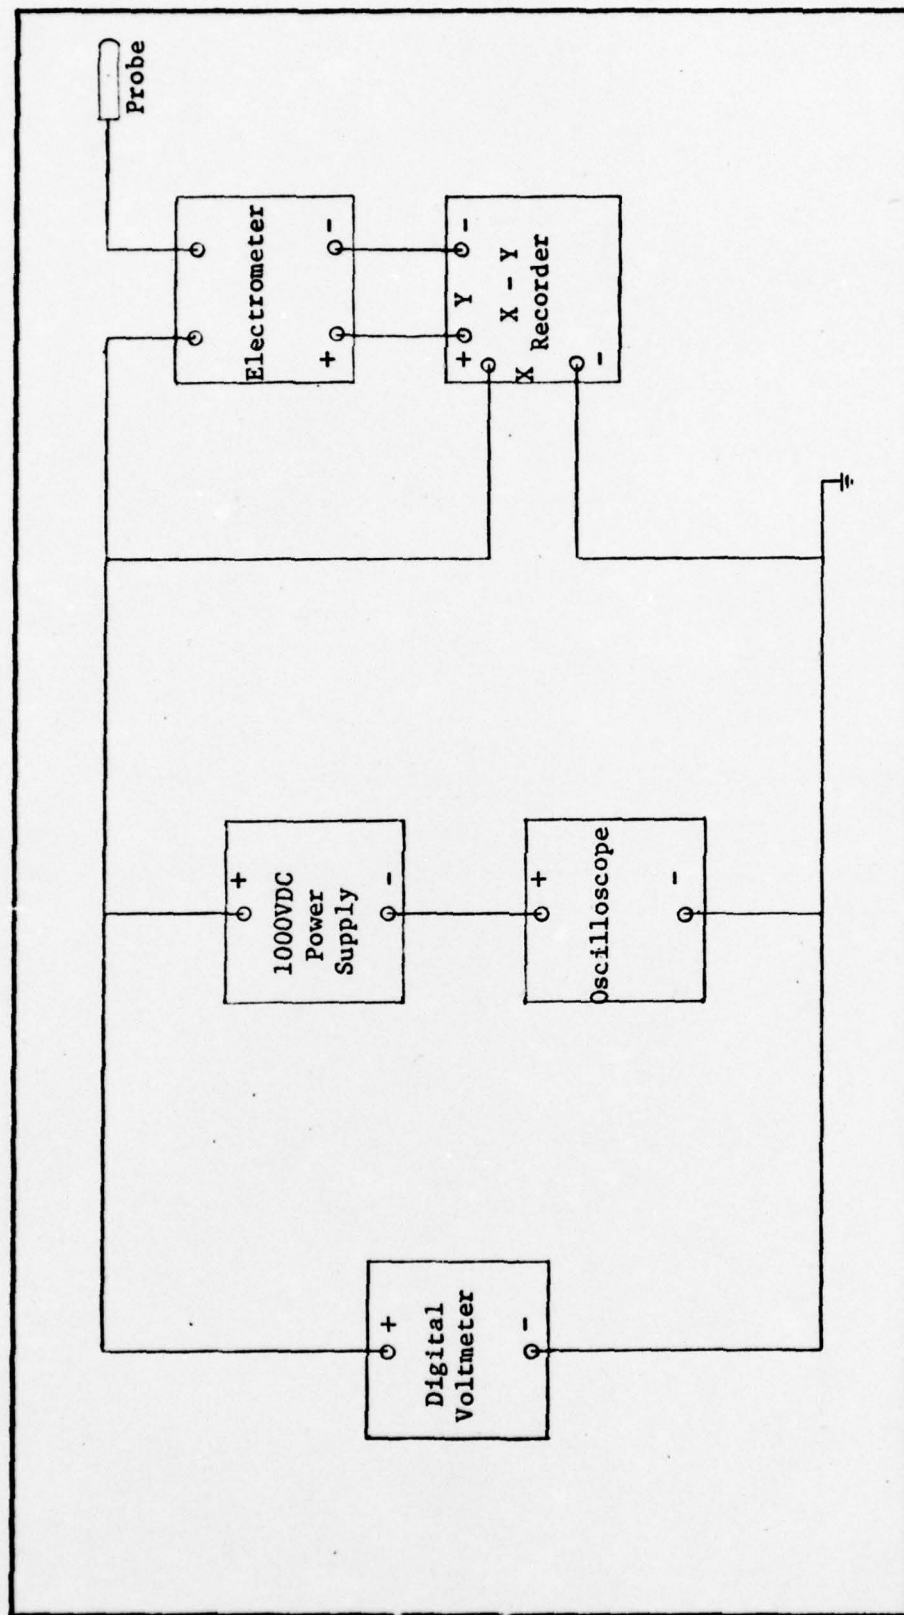 Probe
Electrometer
+
-
+
Y
-
X - Y
Recorder
X
-
1000VDC
Power
Supply
+
-
Oscilloscope
+
-
Digital
Voltmeter
+
-